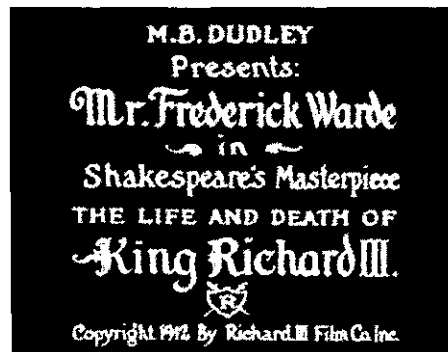 M.B. DUDLEY
Presents:
Mr. Frederick Warde
in
Shakespeare's Masterpiece
THE LIFE AND DEATH OF
King Richard III.
R
Copyright 1912 By Richard III Film Co. Inc.